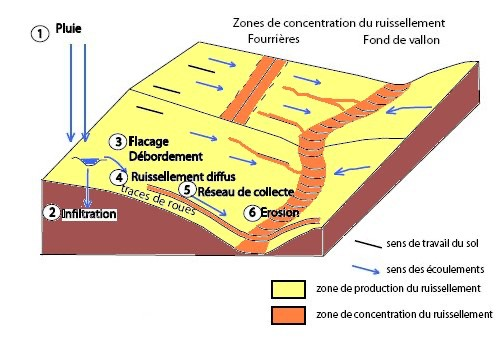 Zones de concentration du ruissellement
Fourrières Fond de vallon
1 Pluie
3 Flacage
Débordement
4 Ruissellement diffus
5 Réseau de collecte
traces de roues
2 Infiltration
6 Erosion
sens de travail du sol
sens des écoulements
zone de production du ruissellement
zone de concentration du ruissellement